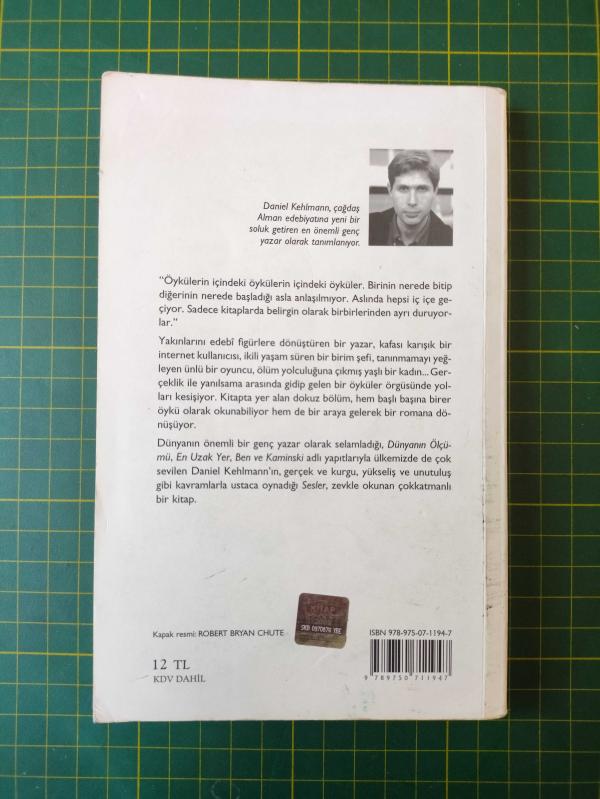 Daniel Kehlmann, çağdaş
Alman edebiyatına yeni bir
soluk getiren en önemli genç
yazar olarak tanımlanıyor.
“Öykülerin içindeki öykülerin içindeki öyküler. Birinin nerede bitip
diğerinin nerede başladığı asla anlaşılmıyor. Aslında hepsi iç içe ge-
çiyor. Sadece kitaplarda belirgin olarak birbirlerinden ayrı duruyor-
lar.”
Yakınlarını edebî figürlere dönüştüren bir yazar, kafası karışık bir
internet kullanıcısı, ikili yaşam süren bir birim şefi, tanınmamayı yeğ-
leyen ünlü bir oyuncu, ölüm yolculuğuna çıkmış yaşlı bir kadın... Ger-
çeklik ile yanılsama arasında gidip gelen bir öyküler örgüsünde yol-
ları kesişiyor. Kitapta yer alan dokuz bölüm, hem başlı başına birer
öykü olarak okunabiliyor hem de bir araya gelerek bir romana dö-
nüşüyor.
Dünyanın önemli bir genç yazar olarak selamladığı, Dünyanın Ölçü-
mü, En Uzak Yer, Ben ve Kaminski adlı yapıtlarıyla ülkemizde de çok
sevilen Daniel Kehlmann’ın, gerçek ve kurgu, yükseliş ve unutuluş
gibi kavramlarla ustaca oynadığı Sesler, zevkle okunan çokkatmanlı
bir kitap.
KİTAP
Kapak resmi: ROBERT BRYAN CHUTE
ISBN 978-975-07-1194-7
12 TL
KDV DAHİL
9 789750 711947